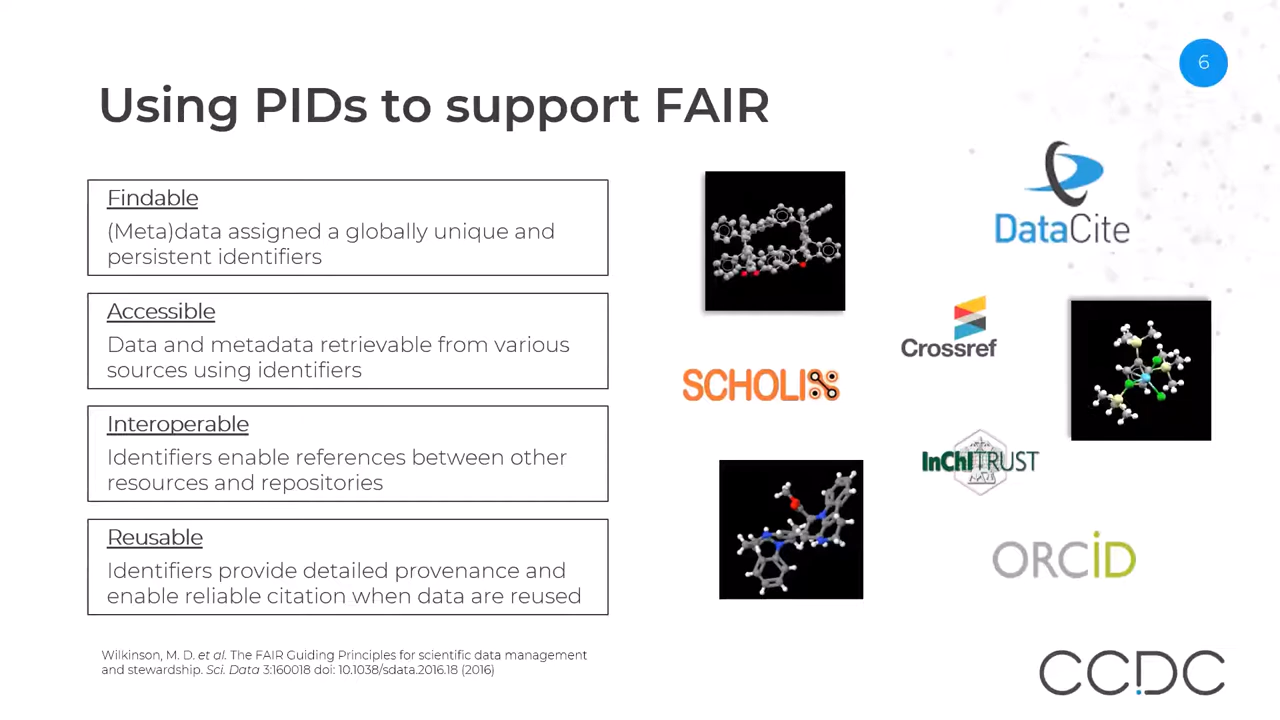 6
Using PIDs to support FAIR
Findable
(Meta)data assigned a globally unique and
persistent identifiers
Accessible
Data and metadata retrievable from various
sources using identifiers
Interoperable
Identifiers enable references between other
resources and repositories
Reusable
Identifiers provide detailed provenance and
enable reliable citation when data are reused
Wilkinson, M. D. et al. The FAIR Guiding Principles for scientific data management
and stewardship. Sci. Data 3:160018 doi: 10.1038/sdata.2016.18 (2016)
DataCite
Crossref
SCHOLIX
InChITRUST
ORCID
CCDC